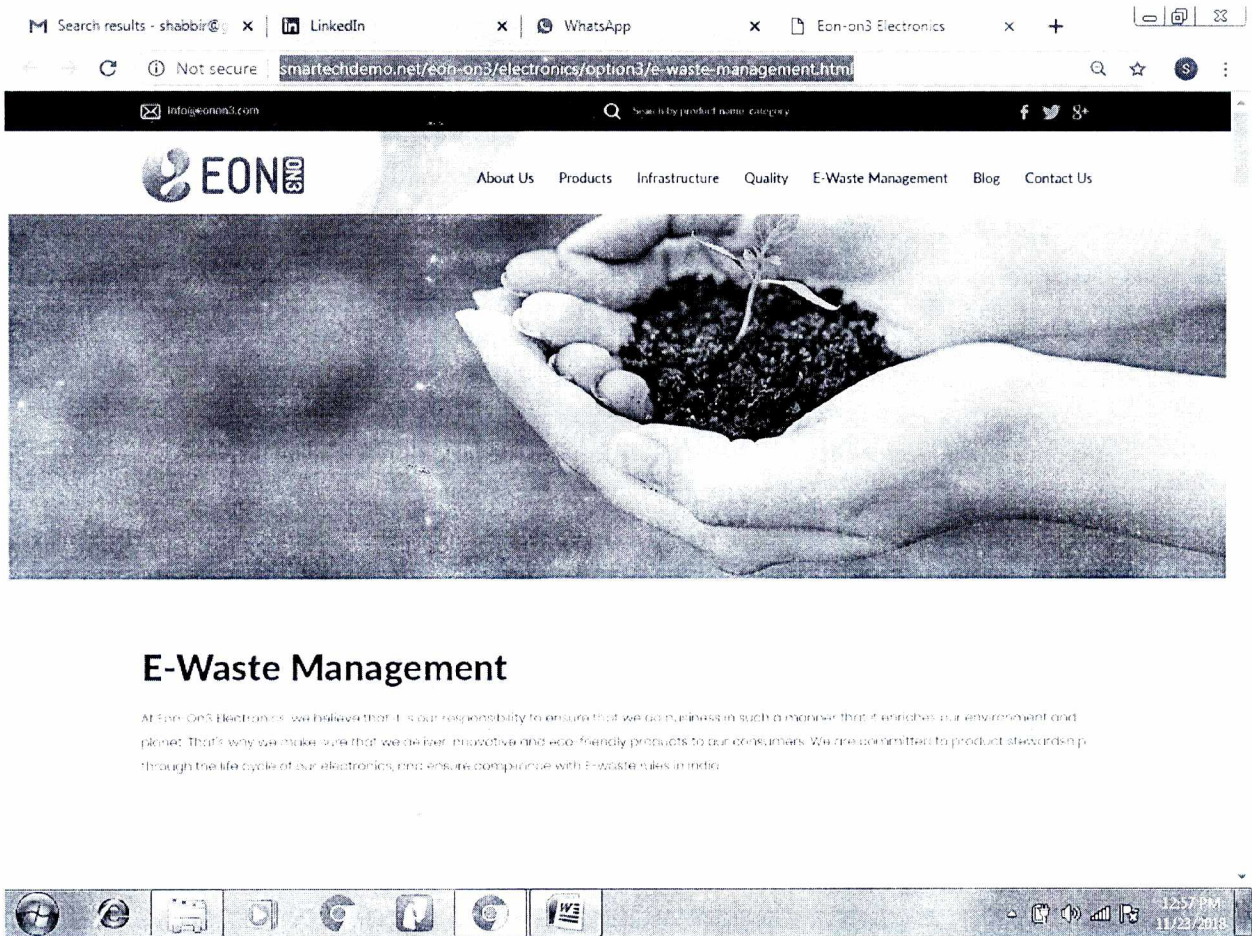 Search results - shabbir@g
LinkedIn
WhatsApp
Eon-on3 Electronics
Not secure
smartechdemo.net/eon-on3/electronics/option3/e-waste-management.html
S
info@eonon3.com
Search by product name, category
EON ON3
About Us Products Infrastructure Quality E-Waste Management Blog Contact Us
E-Waste Management
At Eon-On3 Electronics, we believe that it is our responsibility to ensure that we do business in such a manner that it enriches our environment and
planet. That's why we make sure that we deliver innovative and eco-friendly products to our consumers. We are committed to product stewardship
through the life cycle of our electronics, and ensure compliance with E-waste rules in India
12:57 PM
11/23/2018